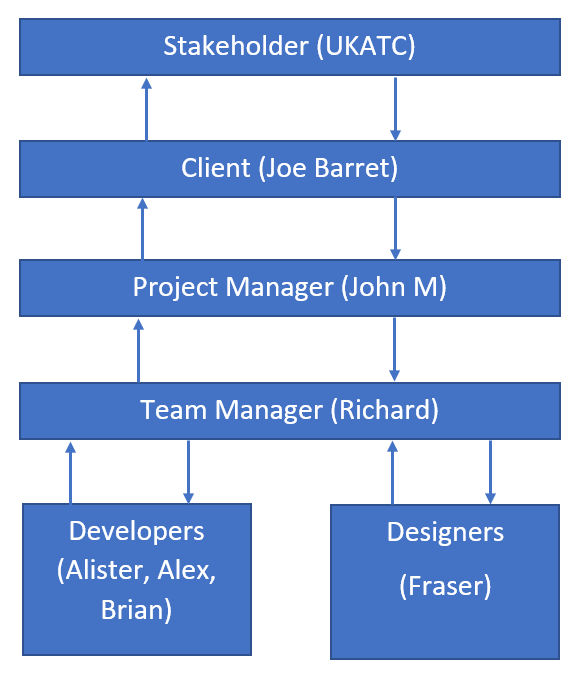 Stakeholder (UKATC)
Client (Joe Barret)
Project Manager (John M)
Team Manager (Richard)
Developers
(Alister, Alex,
Brian)
Designers
(Fraser)